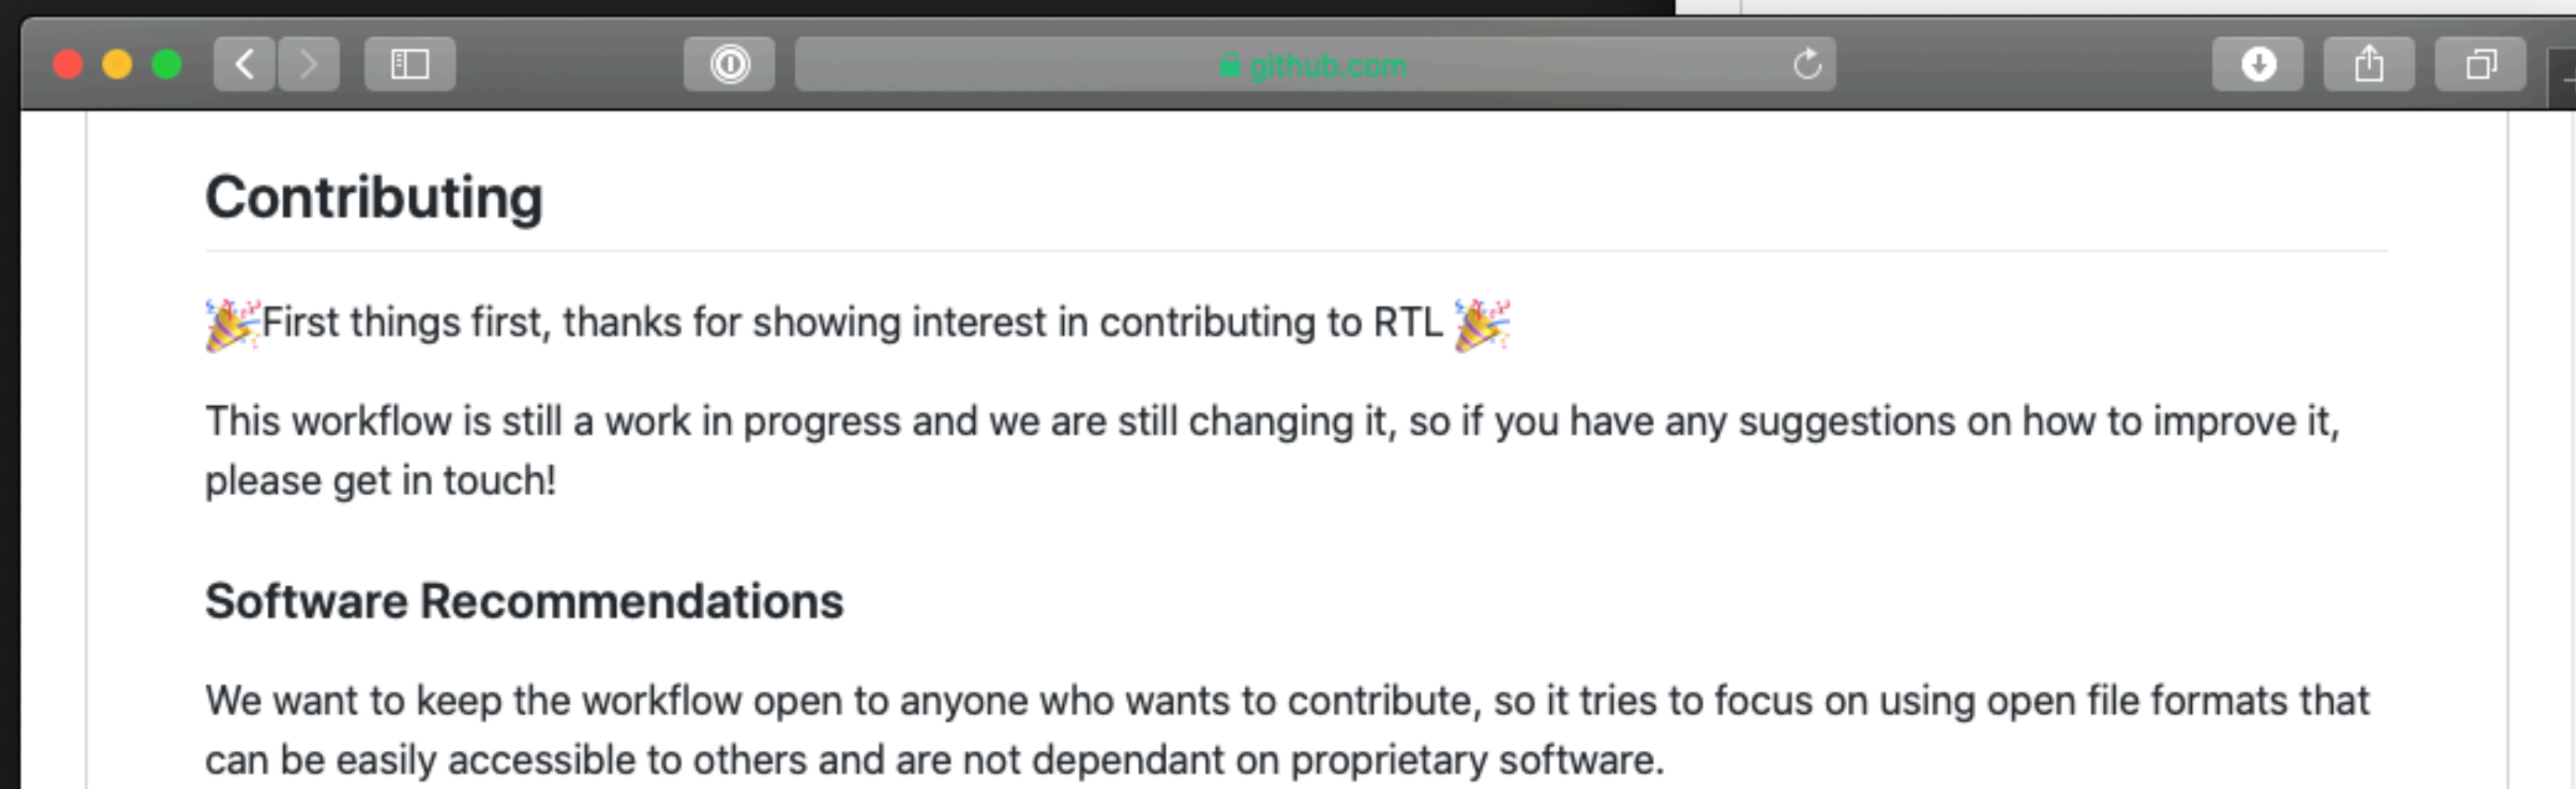 github.com
Contributing
🎉First things first, thanks for showing interest in contributing to RTL 🎉
This workflow is still a work in progress and we are still changing it, so if you have any suggestions on how to improve it,
please get in touch!
Software Recommendations
We want to keep the workflow open to anyone who wants to contribute, so it tries to focus on using open file formats that
can be easily accessible to others and are not dependant on proprietary software.